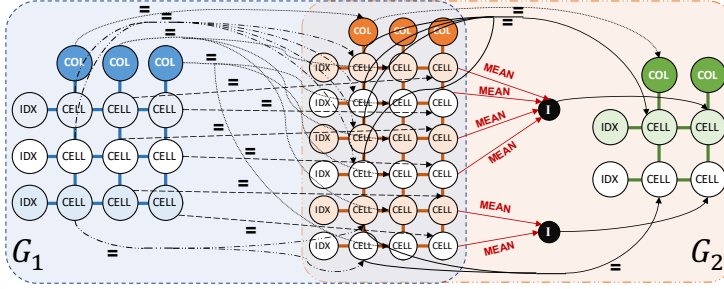 = = = = =
COL COL COL
COL COL COL
COL COL
IDX CELL CELL CELL
IDX CELL CELL CELL
IDX CELL CELL CELL
IDX CELL CELL CELL
IDX CELL CELL CELL
IDX CELL CELL CELL
IDX CELL CELL CELL
IDX CELL CELL CELL
IDX CELL CELL CELL
MEAN
MEAN
MEAN
MEAN
MEAN
MEAN
I
I
IDX CELL CELL
IDX CELL CELL
= = = = = = = =
G1
G2